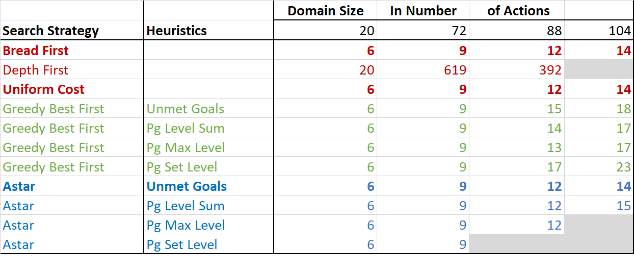 Domain Size In Number of Actions
Search Strategy Heuristics 20 72 88 104
Bread First 6 9 12 14
Depth First 20 619 392
Uniform Cost 6 9 12 14
Greedy Best First Unmet Goals 6 9 15 18
Greedy Best First Pg Level Sum 6 9 14 17
Greedy Best First Pg Max Level 6 9 13 17
Greedy Best First Pg Set Level 6 9 17 23
Astar Unmet Goals 6 9 12 14
Astar Pg Level Sum 6 9 12 15
Astar Pg Max Level 6 9 12
Astar Pg Set Level 6 9